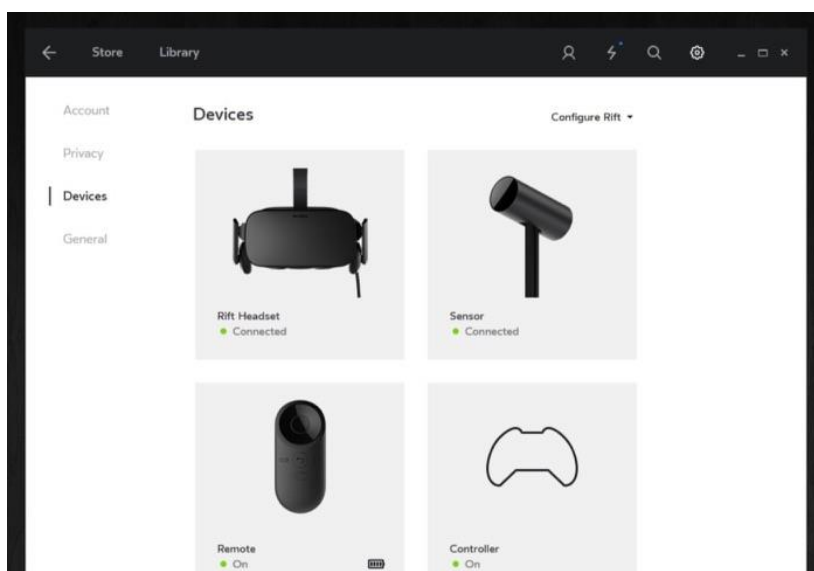 Store
Library
Account
Privacy
Devices
General
Devices
Configure Rift
Rift Headset
Connected
Sensor
Connected
Remote
On
Controller
On